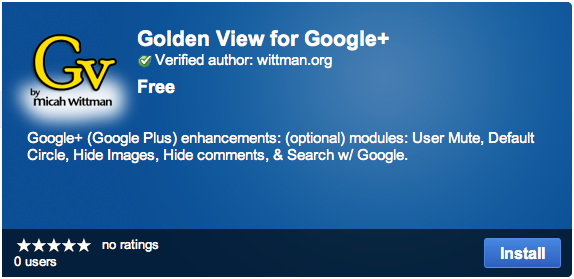 Gv
by
micah wittman
Golden View for Google+
Verified author: wittman.org
Free
Google+ (Google Plus) enhancements: (optional) modules: User Mute, Default
Circle, Hide Images, Hide comments, & Search w/ Google.
no ratings
0 users
Install